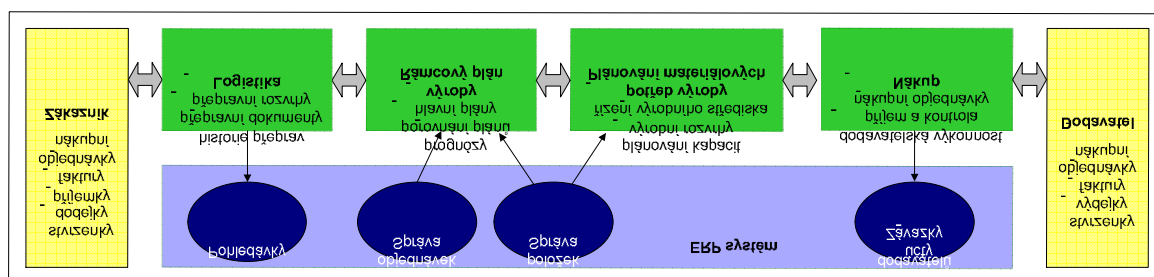 Zákazník
nákupní
objednávky
faktury
příjemky
dodejky
stvrzenky
Logistika
- přepravní rozvrhy
- přepravní dokumenty
- historie přeprav
Rámcový plán
výroby
- hlavní plány
- porovnání plánů
- prognózy
Plánování materiálových
potřeb výroby
- řízení výrobního střediska
- výrobní rozvrhy
- plánování kapacit
Nákup
- nákupní objednávky
- příjem a kontrola
- dodavatelská výkonnost
Dodavatel
nákupní
objednávky
faktury
výdejky
stvrzenky
Pohledávky
Správa
objednávek
Správa
položek
ERP systém
Závazky
účty
dodavatelů